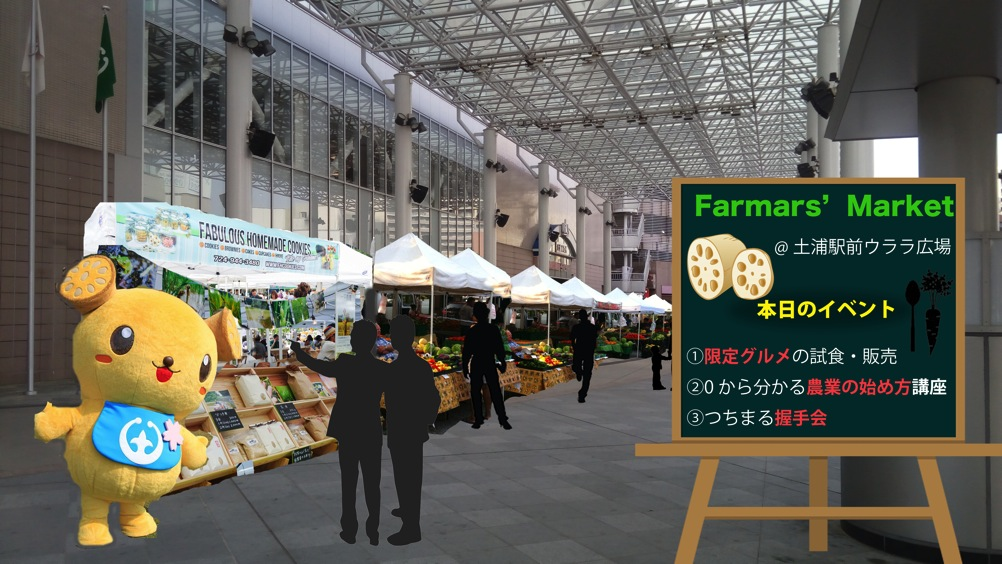 FABULOUS HOMEMADE COOKIES
Farmars' Market
@ 土浦駅前ウララ広場
本日のイベント
①限定グルメの試食・販売
②0から分かる農業の始め方講座
③つちまる握手会